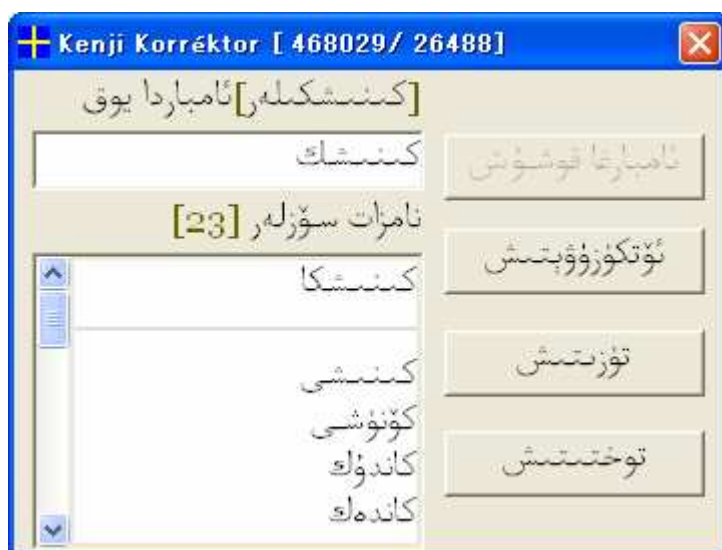 Kenji Korréktor [ 468029/ 26488]
[كىنىشكىلەر]ئامباردا يوق
كىنىشك
ئامبارغا قوشۇش
نامزات سۆزلەر [23]
ئۆتكۈزۈۋېتىش
كىنىشكا
تۈزىتىش
كىنىشى
كۆنۈشى
كاندۈك
توختىتىش
كاندەك